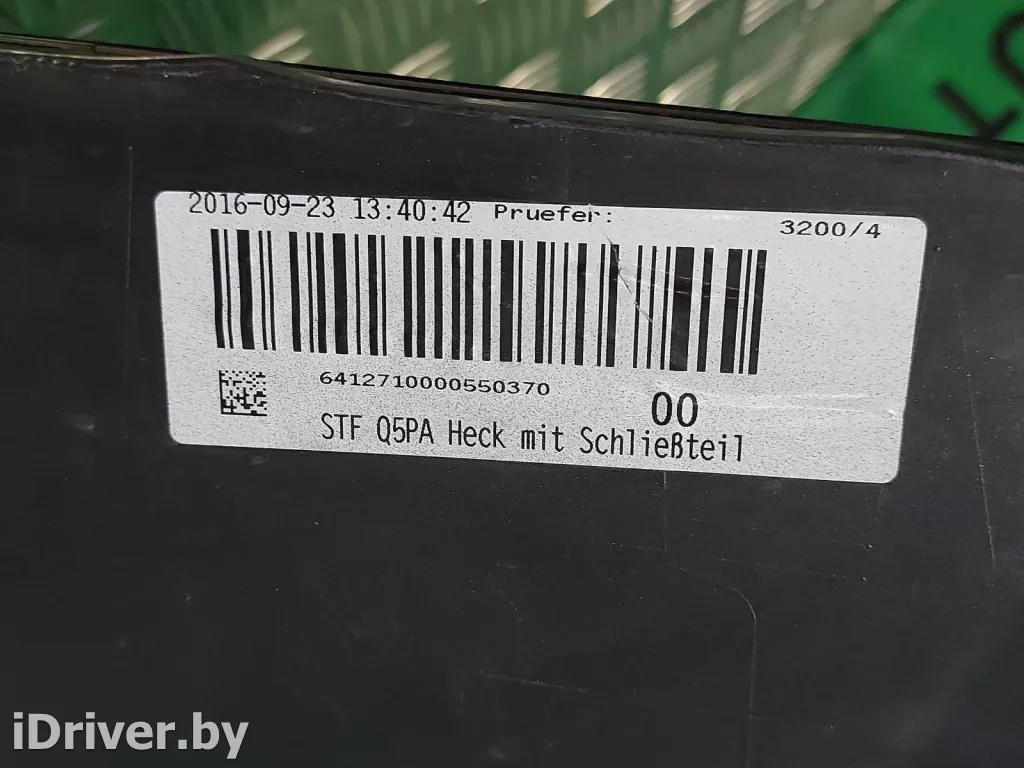 2016-09-23 13:40:42 Pruefer:
3200/4
6412710000550370
00
STF Q5PA Heck mit Schließteil
iDriver.by